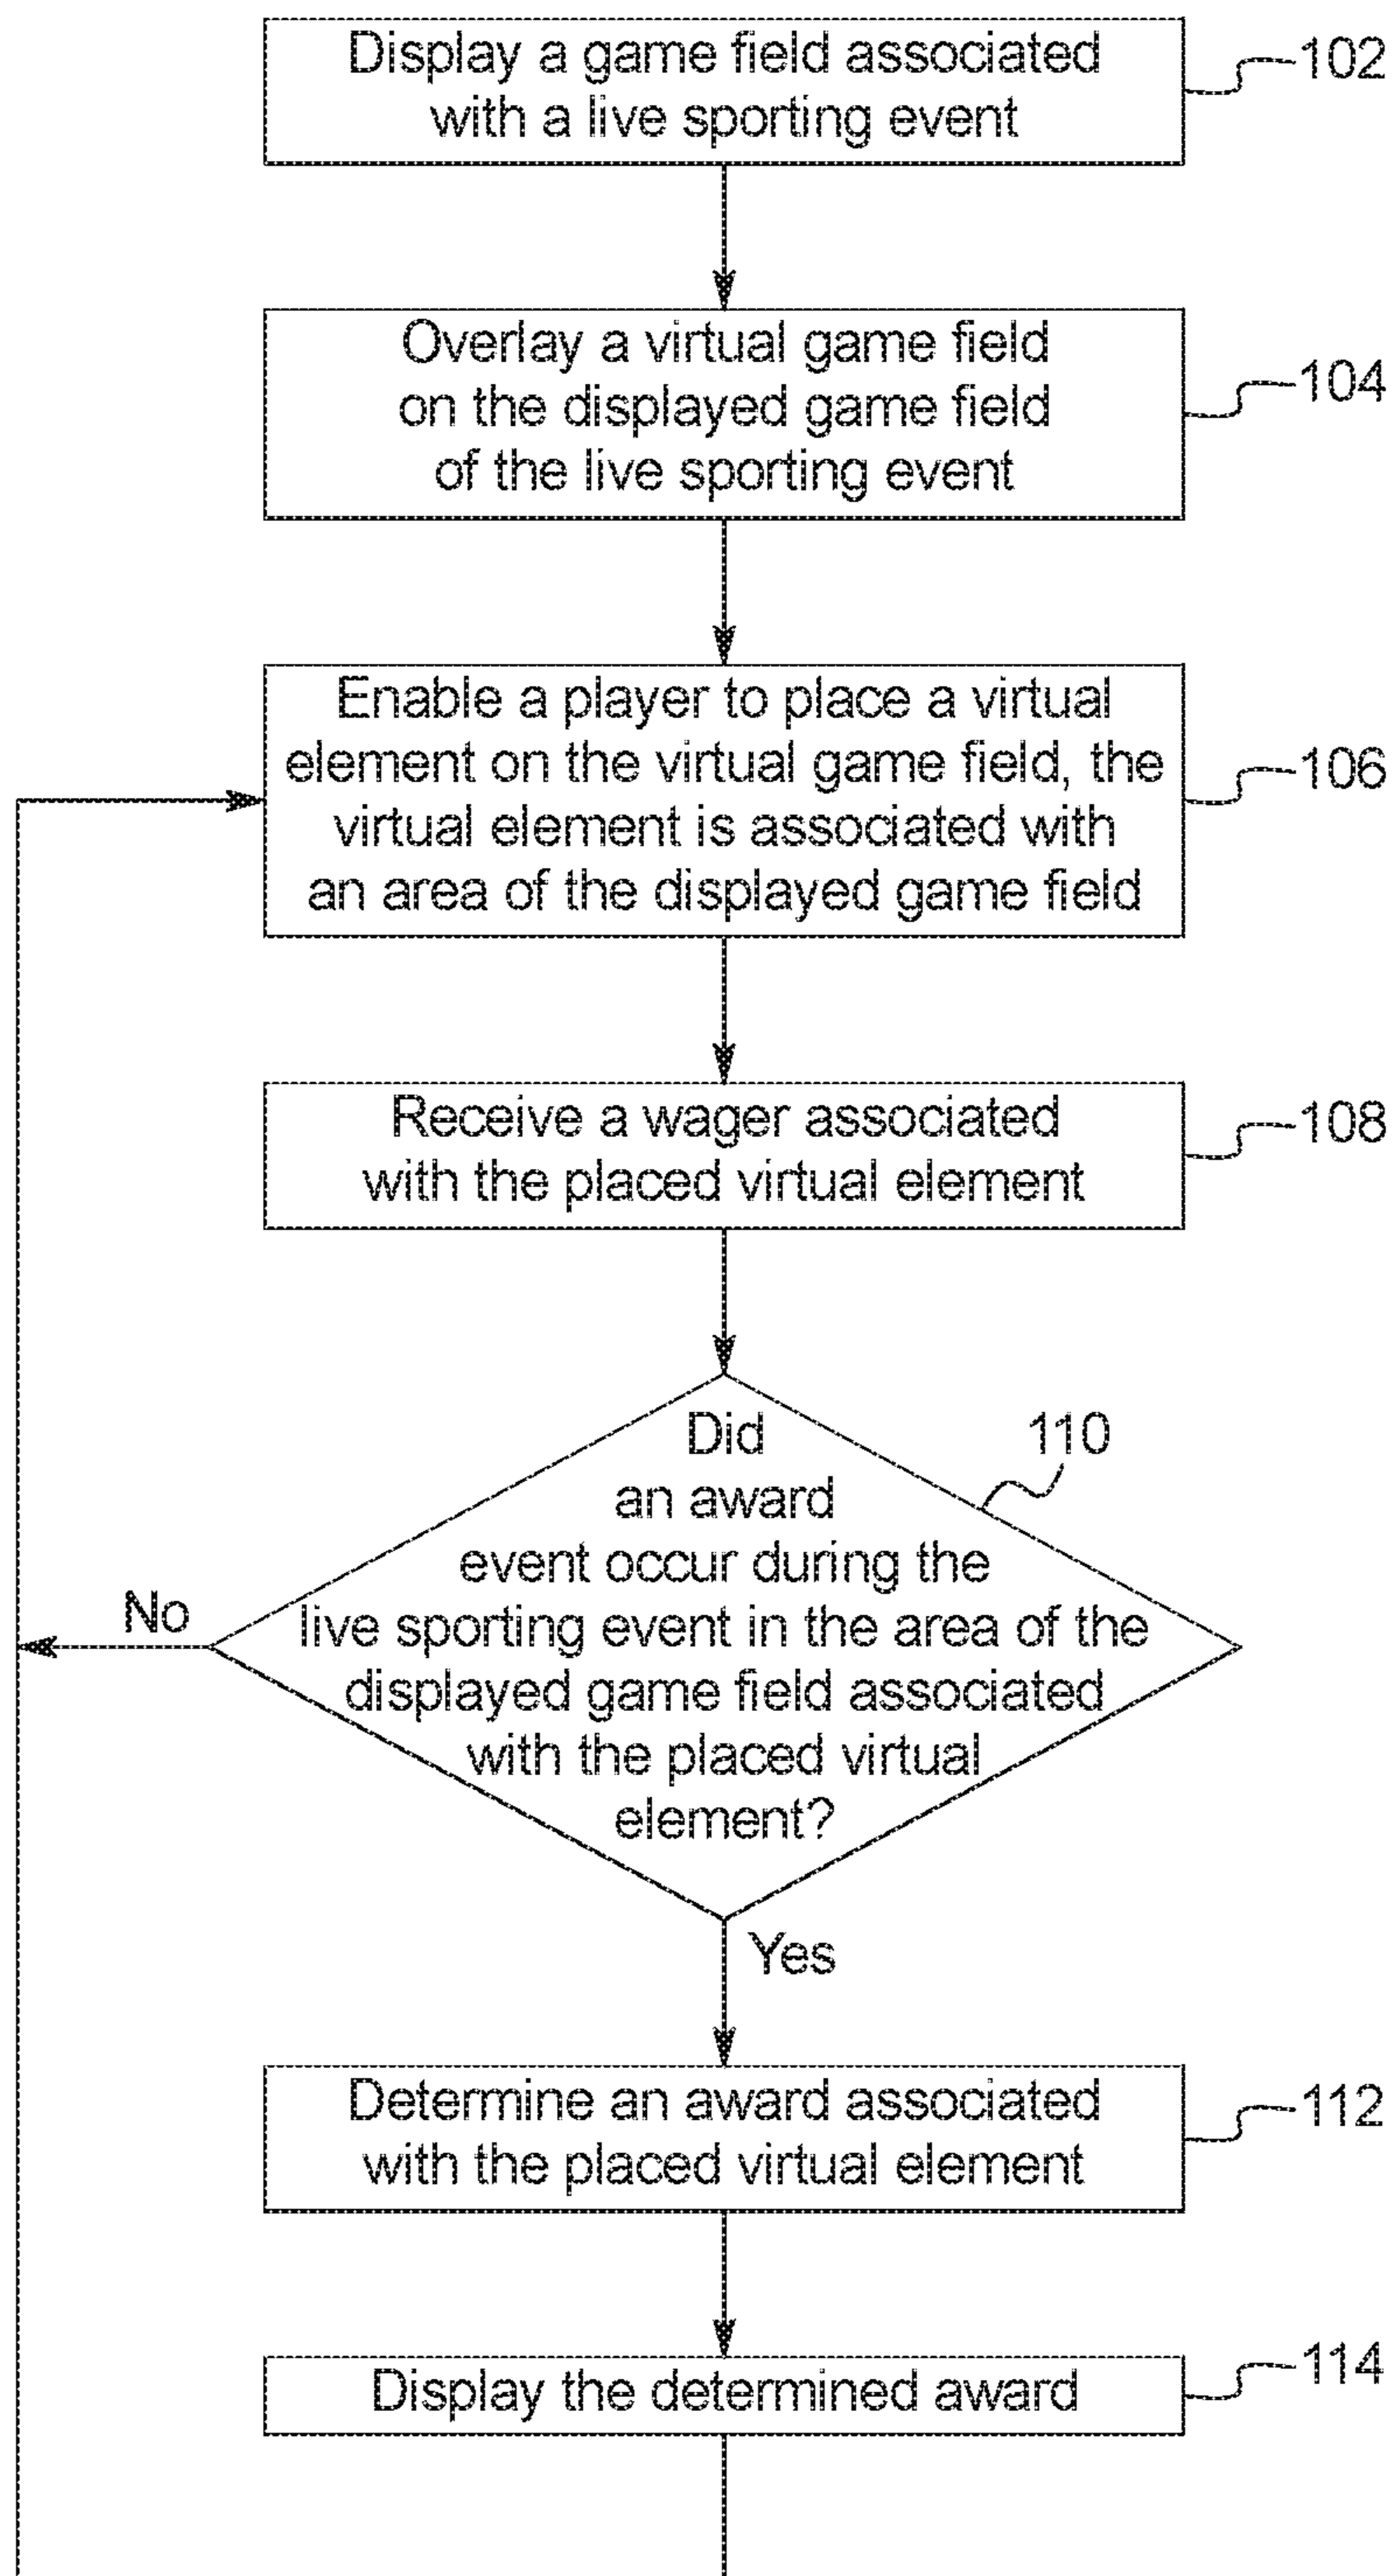 Display a game field associated
with a live sporting event
102
Overlay a virtual game field
on the displayed game field
of the live sporting event
104
Enable a player to place a virtual
element on the virtual game field, the
virtual element is associated with
an area of the displayed game field
106
Receive a wager associated
with the placed virtual element
108
Did
an award
event occur during the
live sporting event in the area of the
displayed game field associated
with the placed virtual
element?
110
No
Yes
Determine an award associated
with the placed virtual element
112
Display the determined award
114